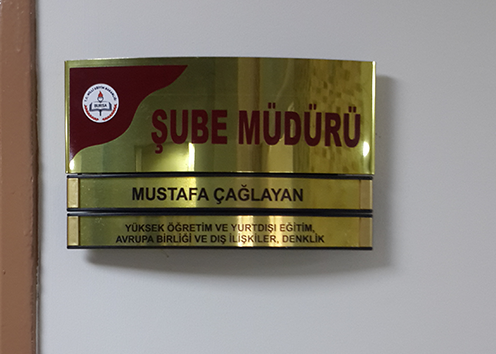 ŞUBE MÜDÜRÜ
MUSTAFA ÇAĞLAYAN
YÜKSEK ÖĞRETİM VE YURTDIŞI EĞİTİM,
AVRUPA BİRLİĞİ VE DIŞ İLİŞKİLER, DENKLİK